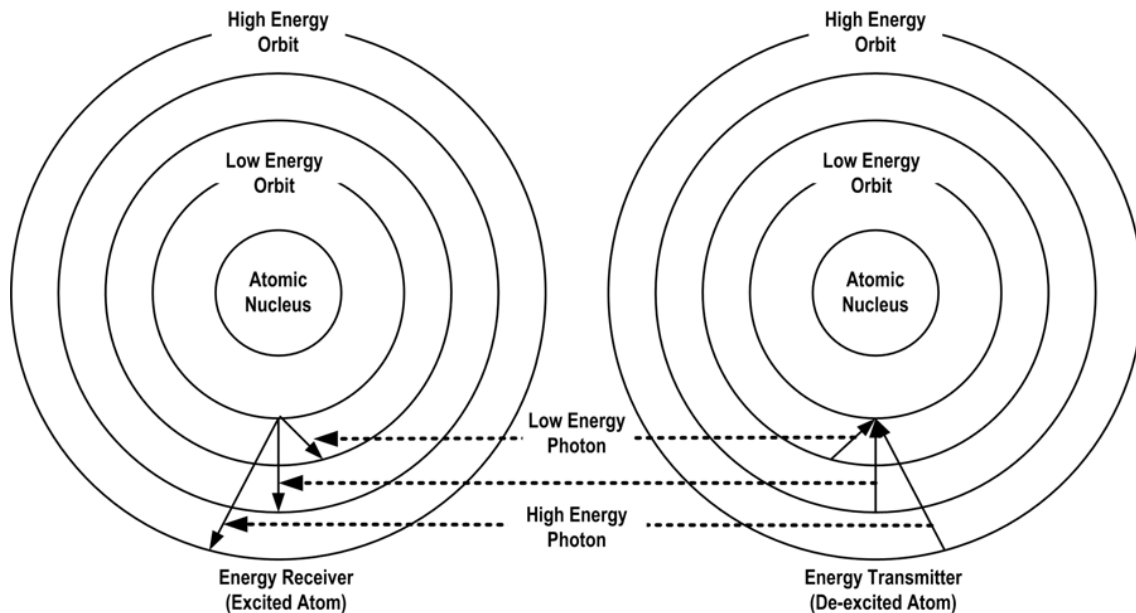 High Energy
Orbit
Low Energy
Orbit
Atomic
Nucleus
High Energy
Orbit
Low Energy
Orbit
Atomic
Nucleus
Low Energy
Photon
High Energy
Photon
Energy Receiver
(Excited Atom)
Energy Transmitter
(De-excited Atom)